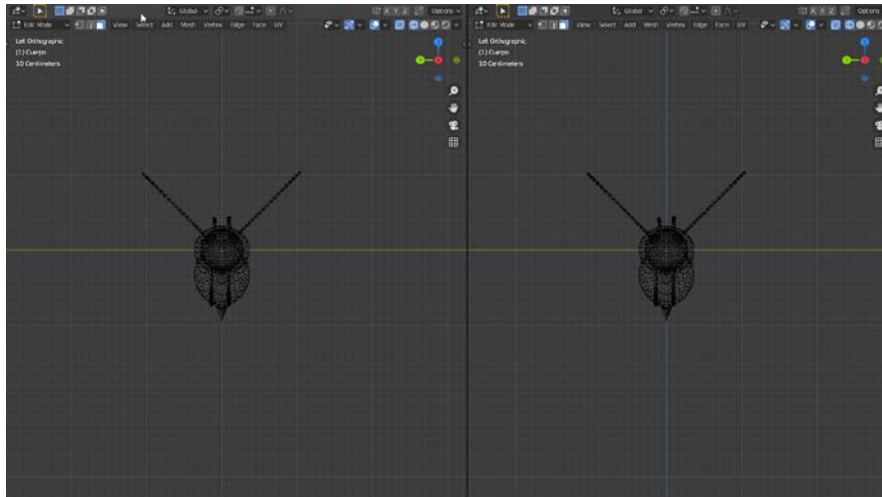 Global
Options
Edit Mode View Select Add Mesh Vertex Edge Face UV
Left Orthographic
(1) Cuerpo
10 Centimeters
Global
X Y Z
Options
Edit Mode View Select Add Mesh Vertex Edge Face UV
Left Orthographic
(1) Cuerpo
10 Centimeters